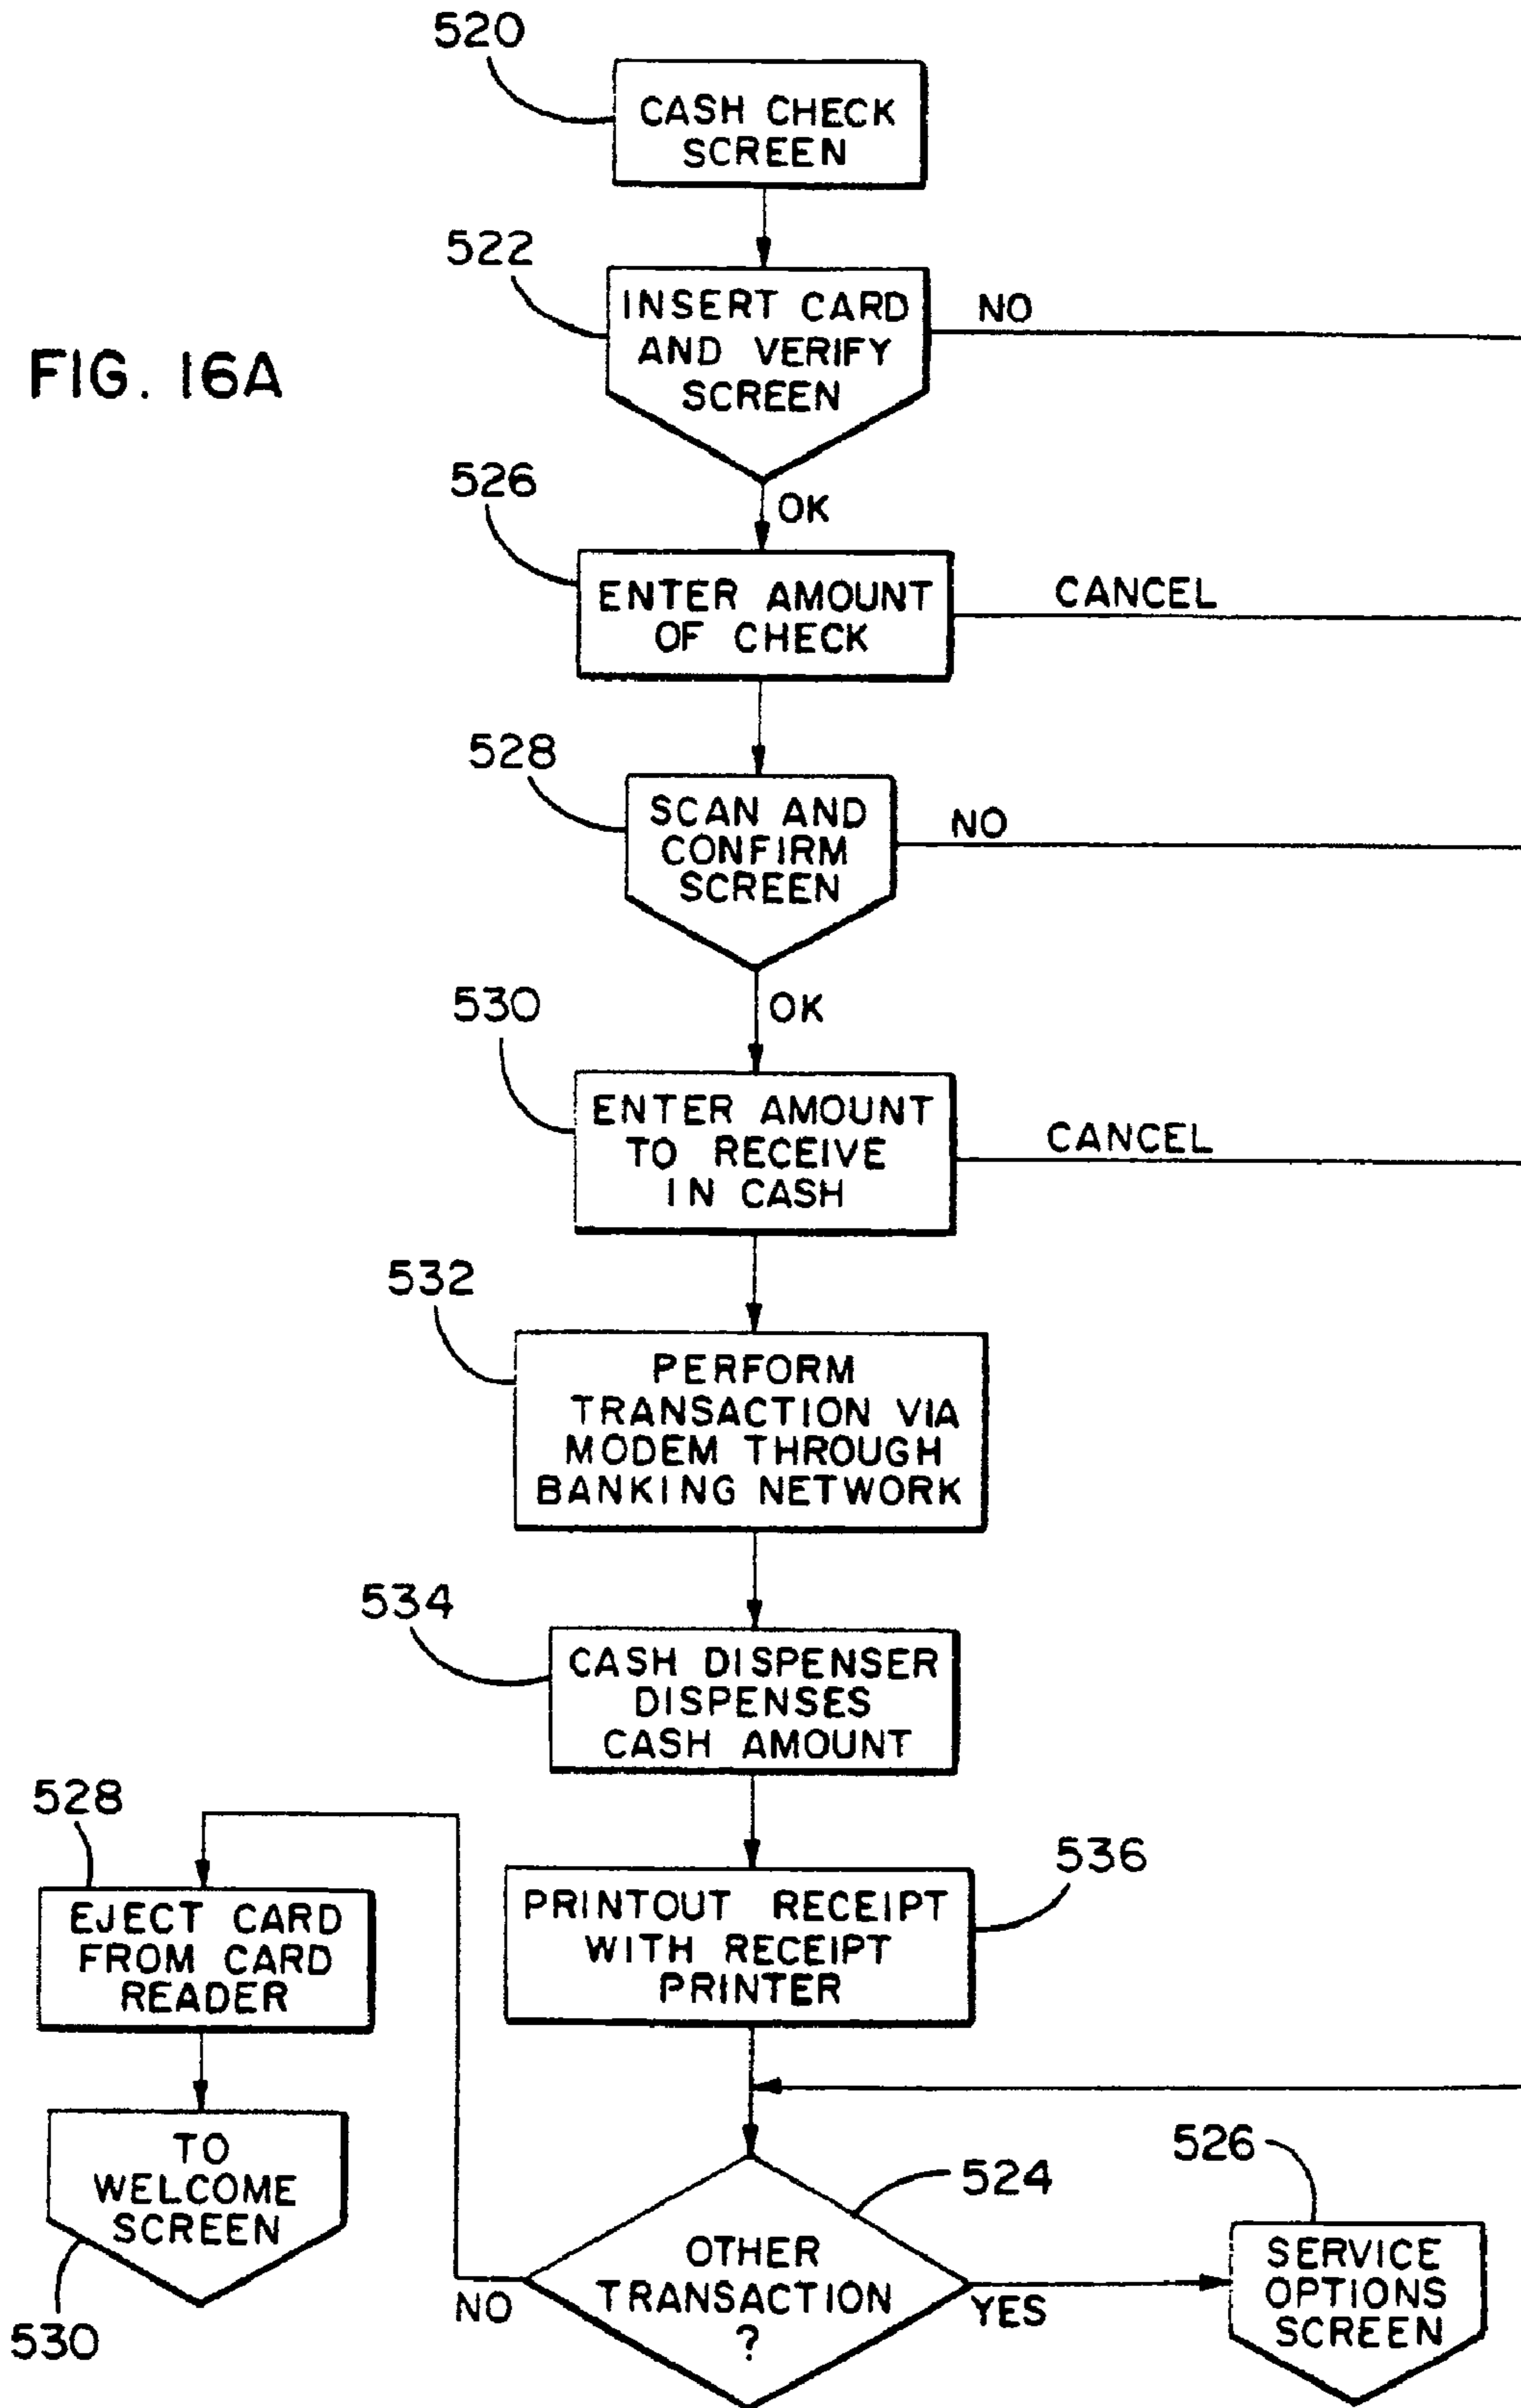 520
CASH CHECK
SCREEN
522
INSERT CARD
AND VERIFY
SCREEN
NO
FIG. 16A
OK
526
ENTER AMOUNT
OF CHECK
CANCEL
528
SCAN AND
CONFIRM
SCREEN
NO
OK
530
ENTER AMOUNT
TO RECEIVE
IN CASH
CANCEL
532
PERFORM
TRANSACTION VIA
MODEM THROUGH
BANKING NETWORK
534
CASH DISPENSER
DISPENSES
CASH AMOUNT
528
EJECT CARD
FROM CARD
READER
536
PRINTOUT RECEIPT
WITH RECEIPT
PRINTER
TO
WELCOME
SCREEN
530
524
OTHER
TRANSACTION
?
NO
YES
526
SERVICE
OPTIONS
SCREEN